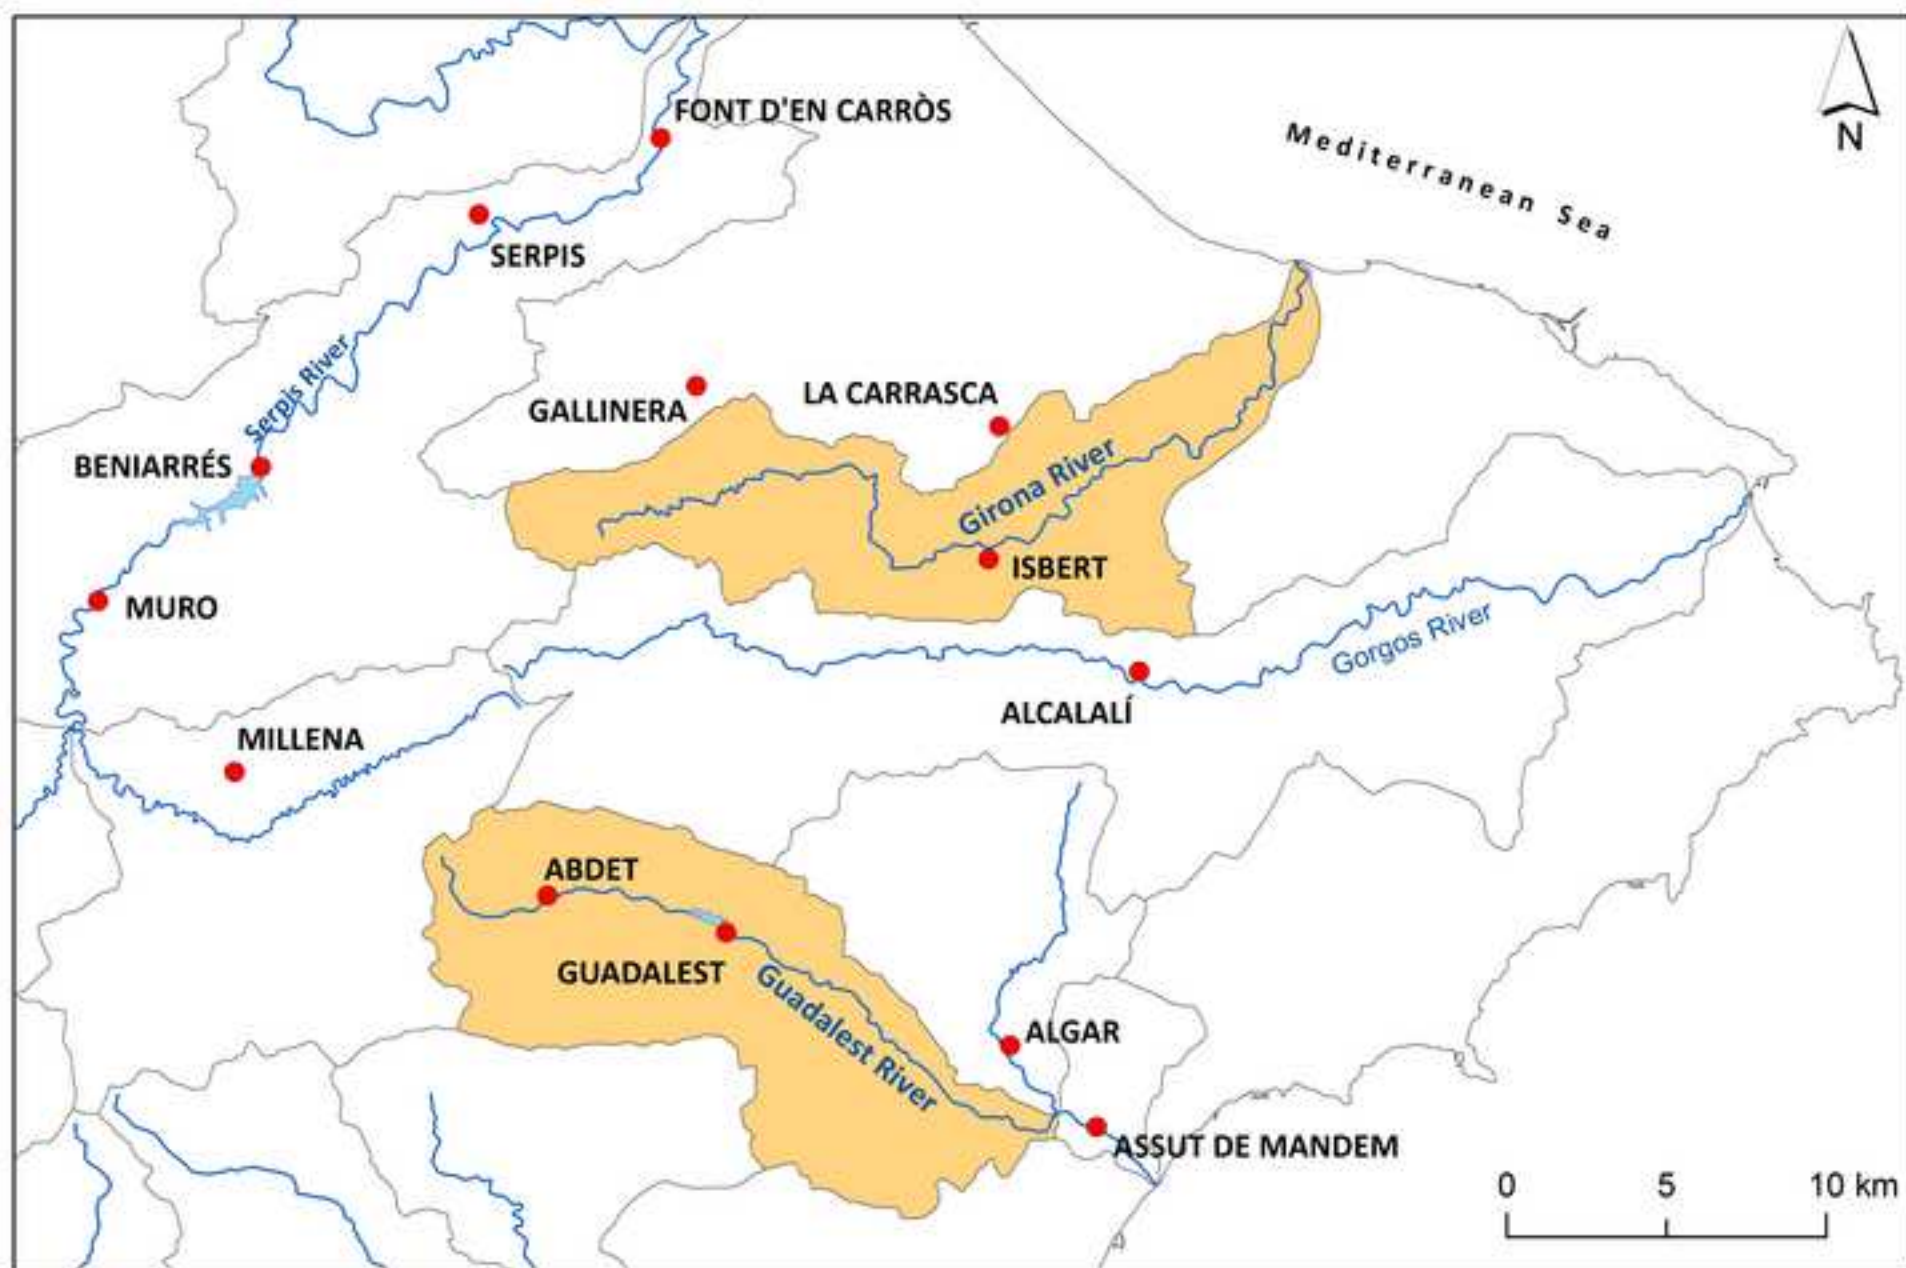 FONT D'EN CARRÒS
N
Mediterranean Sea
SERPIS
Serpis River
GALLINERA
LA CARRASCA
BENIARRÉS
Girona River
ISBERT
MURO
Gorgos River
ALCALALÍ
MILLENA
ABDET
GUADALEST
Guadalest River
ALGAR
ASSUT DE MANDEM
0 5 10 km